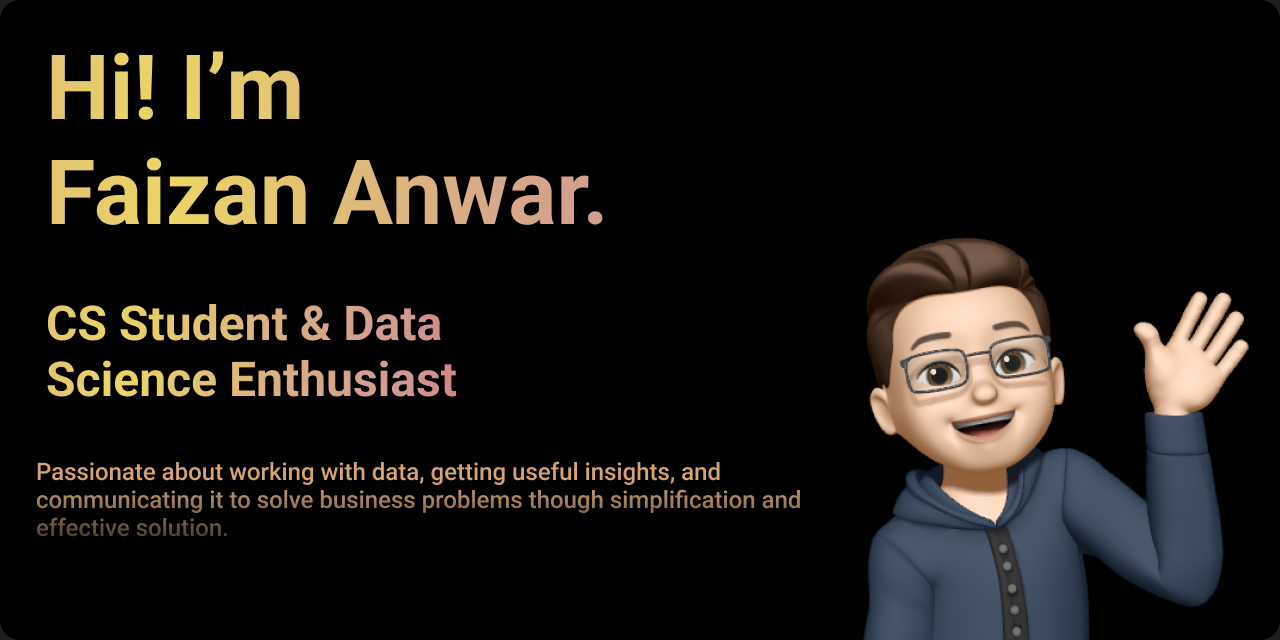 Hi! I’m
Faizan Anwar.
CS Student & Data
Science Enthusiast
Passionate about working with data, getting useful insights, and
communicating it to solve business problems though simplification and
effective solution.